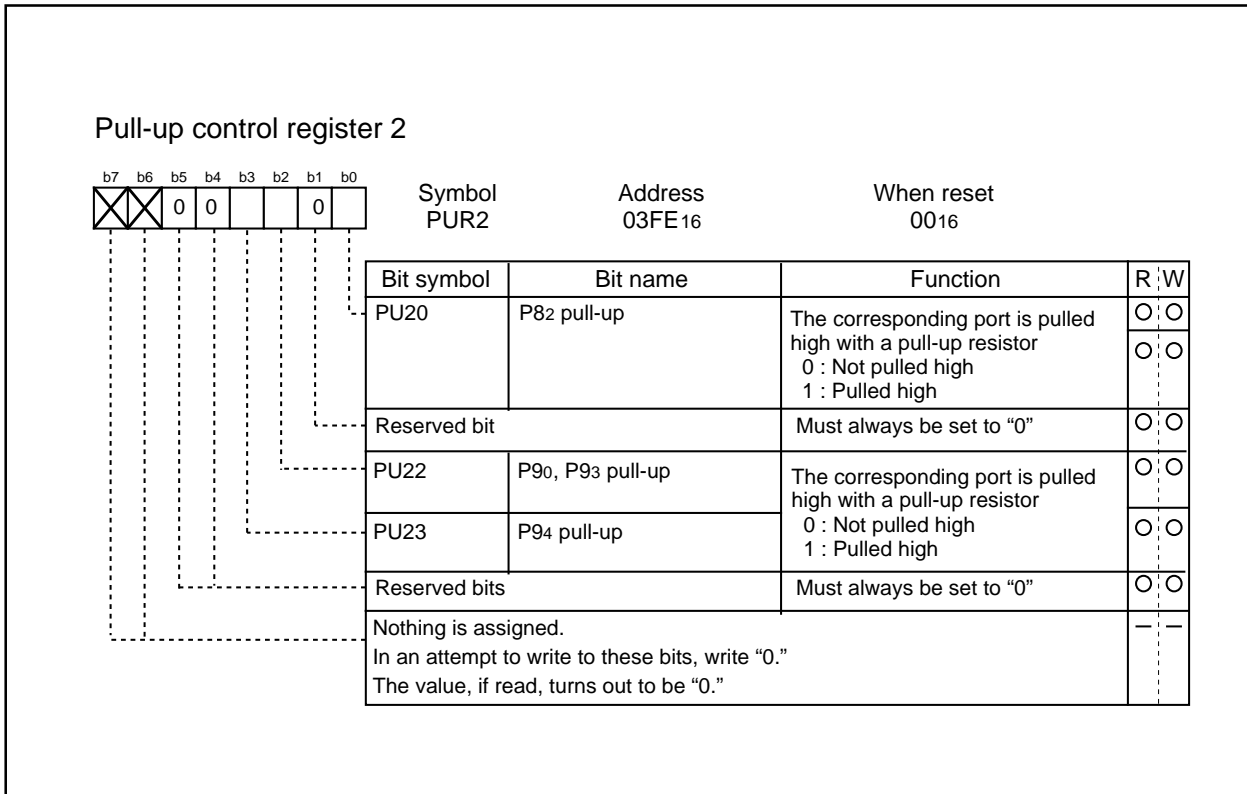 Pull-up control register 2
b7 b6 b5 b4 b3 b2 b1 b0
0 0 0
Symbol Address When reset
PUR2 03FE16 0016
Bit symbol Bit name Function R W
PU20 P82 pull-up The corresponding port is pulled
high with a pull-up resistor
0 : Not pulled high
1 : Pulled high
Reserved bit Must always be set to “0”
PU22 P90, P93 pull-up The corresponding port is pulled
high with a pull-up resistor
0 : Not pulled high
PU23 P94 pull-up 1 : Pulled high
Reserved bits Must always be set to “0”
Nothing is assigned. – –
In an attempt to write to these bits, write “0.”
The value, if read, turns out to be “0.”